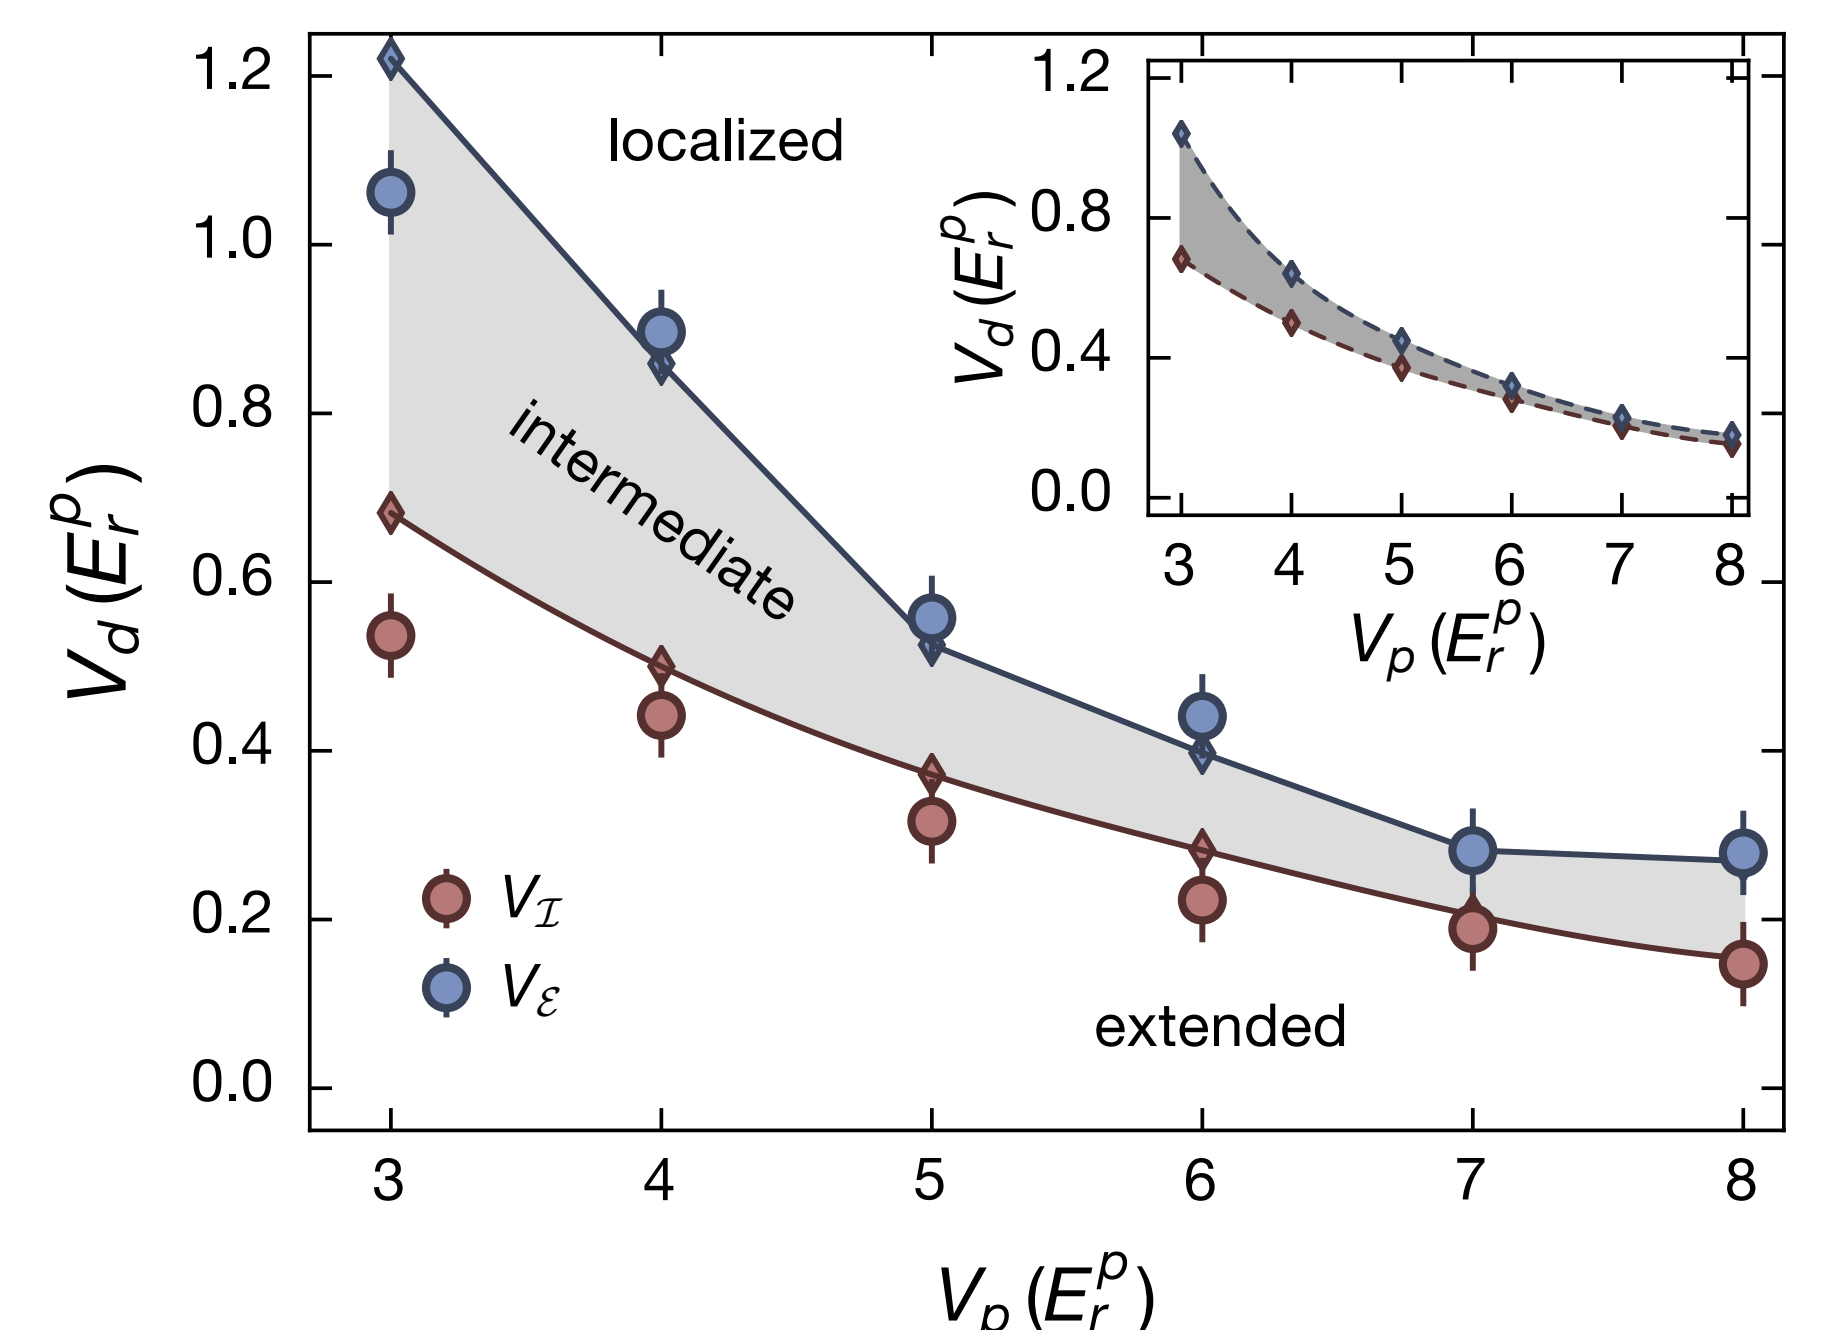 1.2
1.0
0.8
0.6
0.4
0.2
0.0
V_d (E_r^p)
localized
intermediate
extended
V_𝓘
V_𝓔
3 4 5 6 7 8
V_p (E_r^p)
1.2
0.8
0.4
0.0
V_d (E_r^p)
3 4 5 6 7 8
V_p (E_r^p)